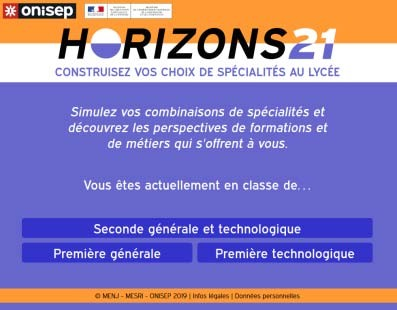 onisep
HORIZONS21
CONSTRUISEZ VOS CHOIX DE SPÉCIALITÉS AU LYCÉE
Simulez vos combinaisons de spécialités et
découvrez les perspectives de formations et
de métiers qui s'offrent à vous.
Vous êtes actuellement en classe de...
Seconde générale et technologique
Première générale
Première technologique
© MENJ - MESRI - ONISEP 2019 | Infos légales | Données personnelles